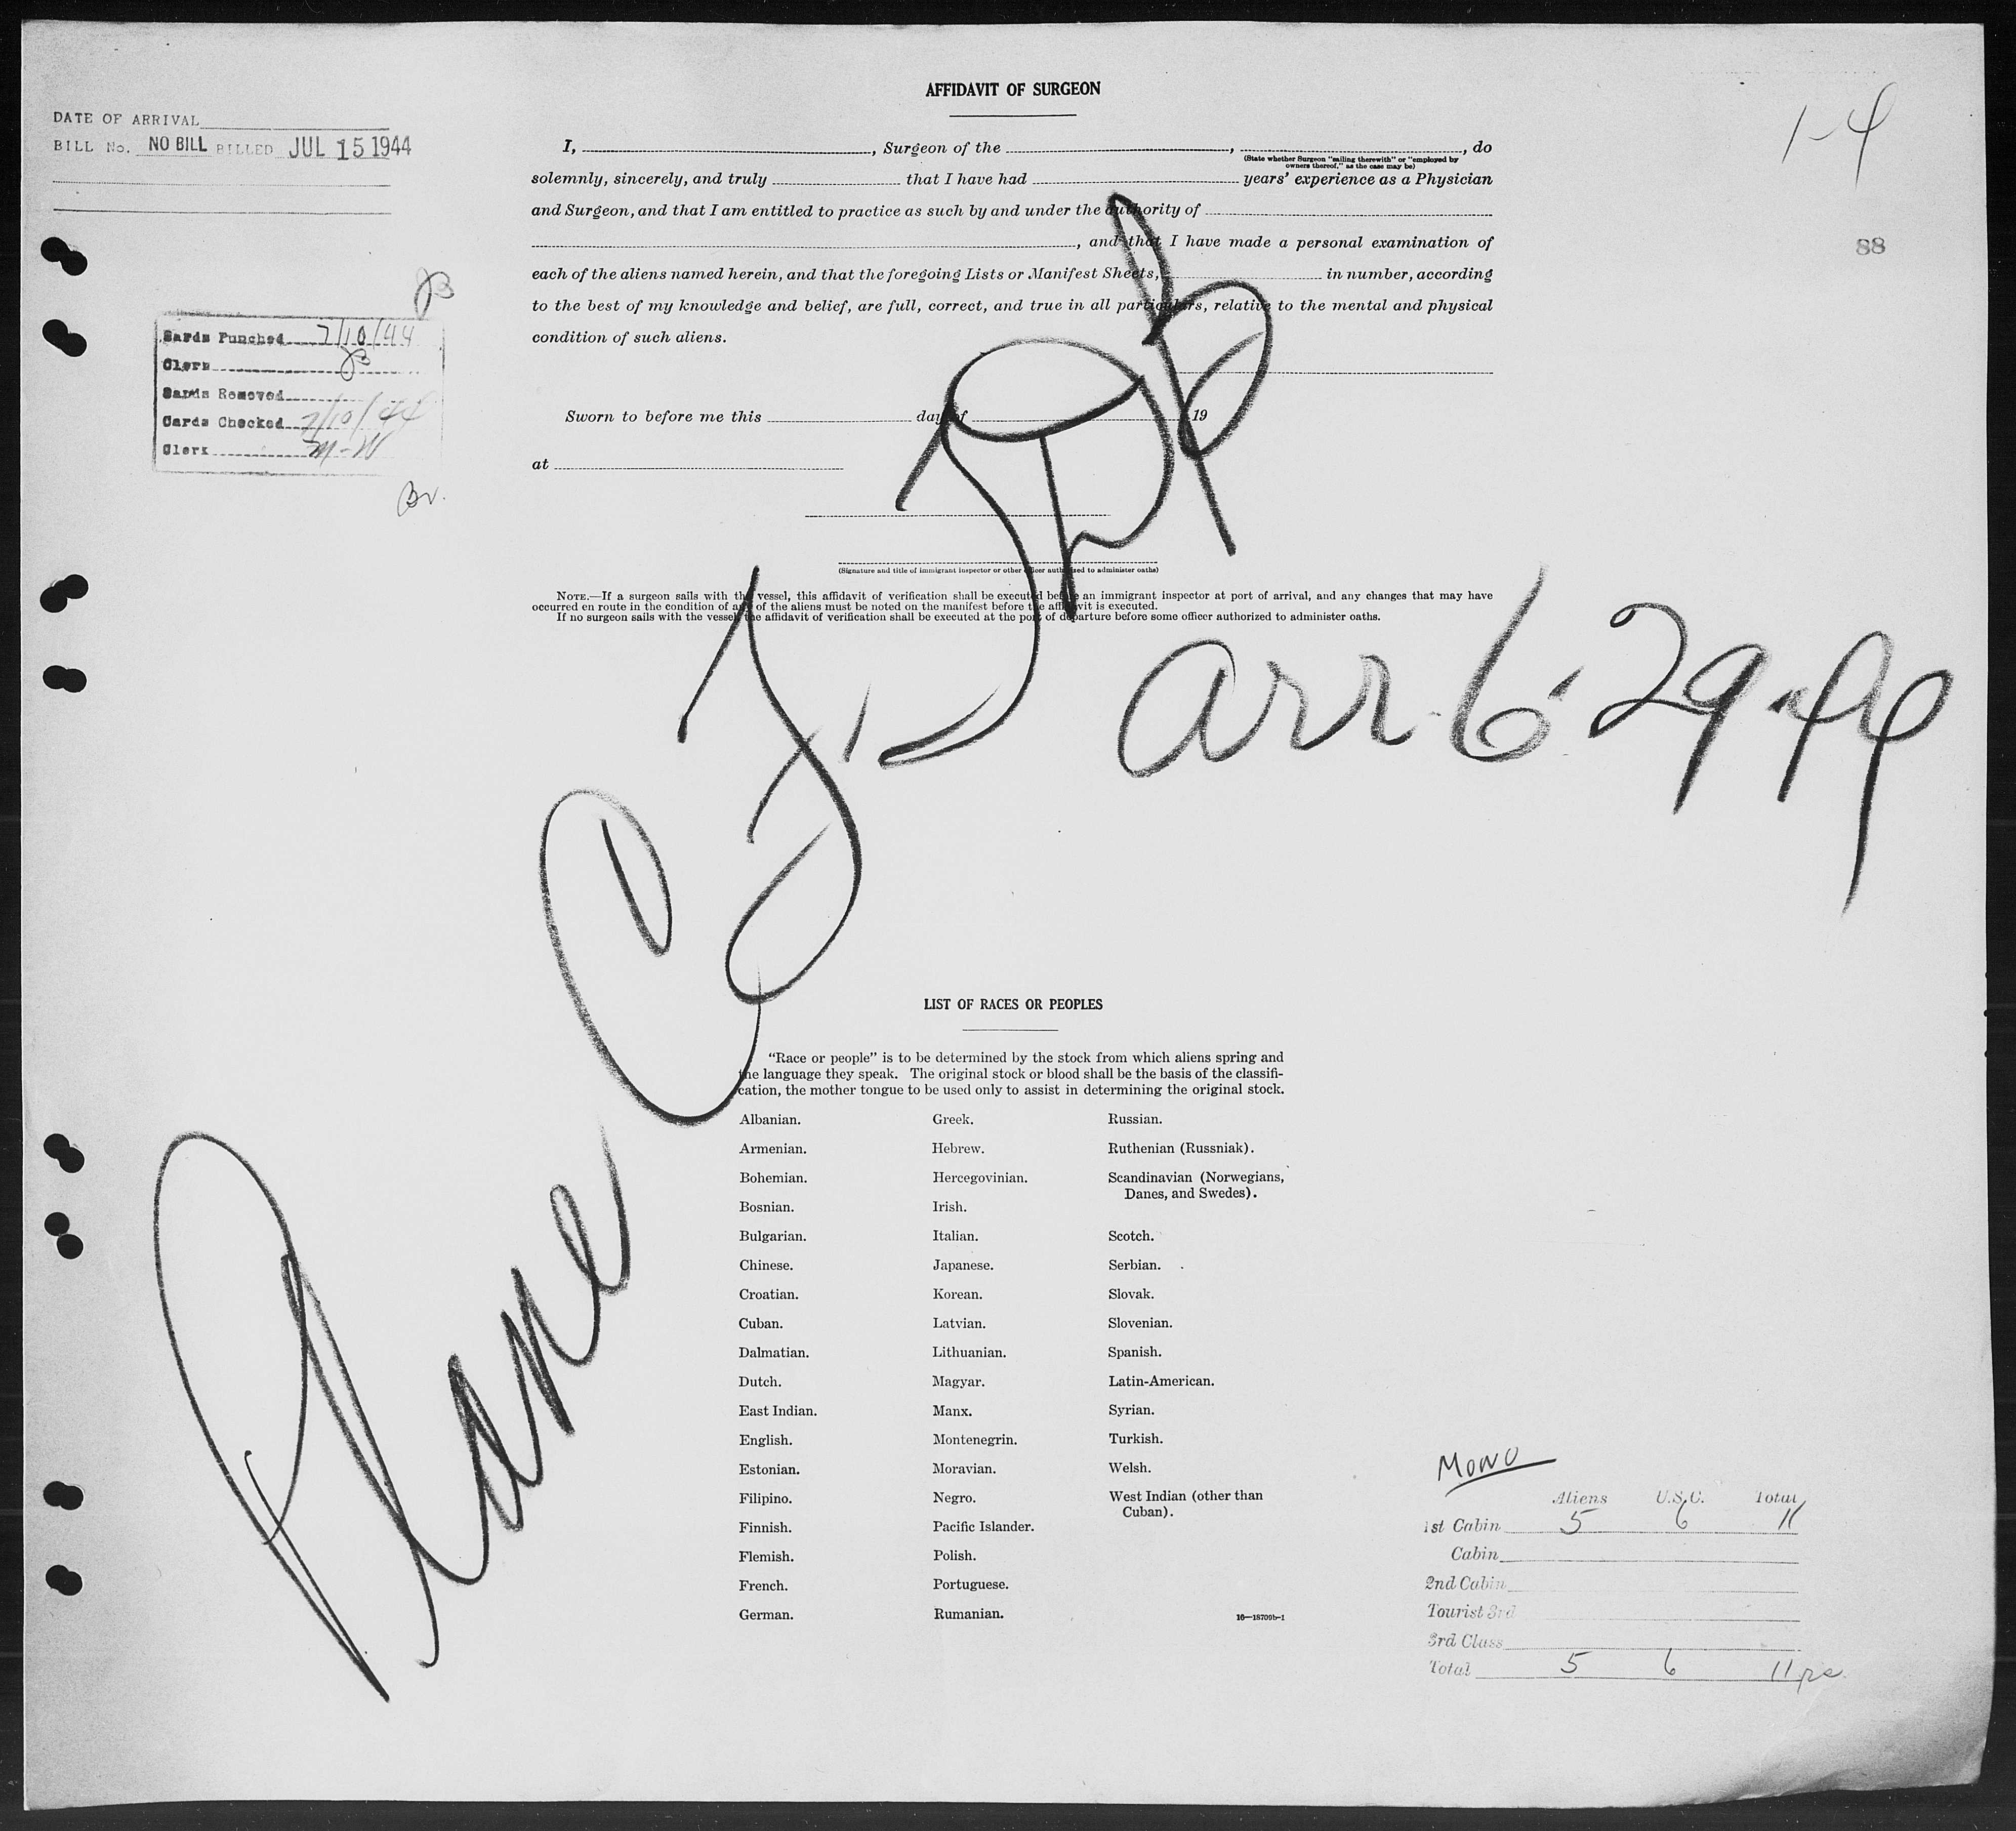 AFFIDAVIT OF SURGEON
1-4
DATE OF ARRIVAL
BILL No. NO BILL BILLED JUL 15 1944
88
I, , Surgeon of the , , do
(State whether Surgeon "sailing therewith" or "employed by
owners thereof," as the case may be)
solemnly, sincerely, and truly that I have had years' experience as a Physician
and Surgeon, and that I am entitled to practice as such by and under the authority of
, and that I have made a personal examination of
each of the aliens named herein, and that the foregoing Lists or Manifest Sheets, in number, according
to the best of my knowledge and belief, are full, correct, and true in all particulars, relative to the mental and physical
condition of such aliens.
Sworn to before me this day of 19
at
(Signature and title of immigrant inspector or other officer authorized to administer oaths)
NOTE.—If a surgeon sails with the vessel, this affidavit of verification shall be executed before an immigrant inspector at port of arrival, and any changes that may have
occurred en route in the condition of any of the aliens must be noted on the manifest before the affidavit is executed.
If no surgeon sails with the vessel, the affidavit of verification shall be executed at the port of departure before some officer authorized to administer oaths.
Cards Punched 7/10/44
Clerk
Cards Removed
Cards Checked 7/10/44
Clerk M-W
Br.
Plane
arr. 6-29-44
LIST OF RACES OR PEOPLES
"Race or people" is to be determined by the stock from which aliens spring and
the language they speak. The original stock or blood shall be the basis of the classifi-
cation, the mother tongue to be used only to assist in determining the original stock.
Albanian.
Armenian.
Bohemian.
Bosnian.
Bulgarian.
Chinese.
Croatian.
Cuban.
Dalmatian.
Dutch.
East Indian.
English.
Estonian.
Filipino.
Finnish.
Flemish.
French.
German.
Greek.
Hebrew.
Hercegovinian.
Irish.
Italian.
Japanese.
Korean.
Latvian.
Lithuanian.
Magyar.
Manx.
Montenegrin.
Moravian.
Negro.
Pacific Islander.
Polish.
Portuguese.
Rumanian.
Russian.
Ruthenian (Russniak).
Scandinavian (Norwegians,
Danes, and Swedes).
Scotch.
Serbian.
Slovak.
Slovenian.
Spanish.
Latin-American.
Syrian.
Turkish.
Welsh.
West Indian (other than
Cuban).
16—18709b-1
MONO
Aliens U.S.C. Total
1st Cabin 5 6 11
Cabin
2nd Cabin
Tourist 3rd
3rd Class
Total 5 6 11